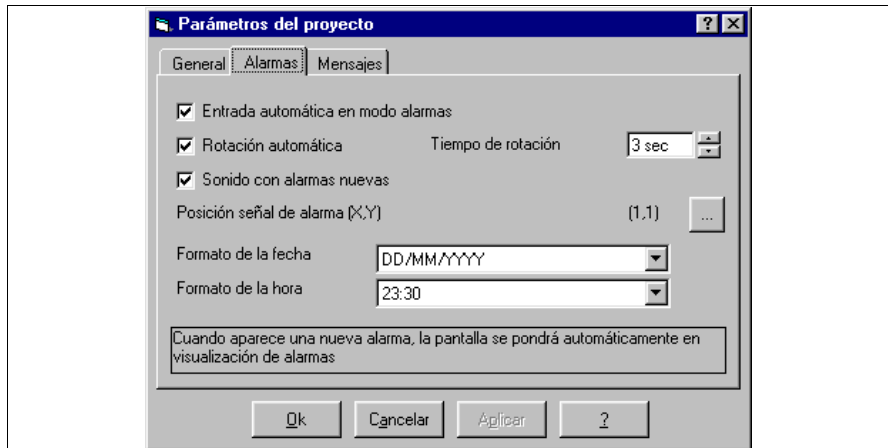 Parámetros del proyecto
General Alarmas Mensajes
Entrada automática en modo alarmas
Rotación automática Tiempo de rotación 3 sec
Sonido con alarmas nuevas
Posición señal de alarma (X,Y) (1,1) ...
Formato de la fecha DD/MM/YYYY
Formato de la hora 23:30
Cuando aparece una nueva alarma, la pantalla se pondrá automáticamente en
visualización de alarmas
Ok Cancelar Aplicar ?